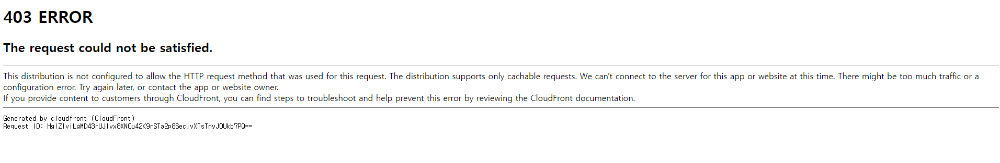 403 ERROR
The request could not be satisfied.
This distribution is not configured to allow the HTTP request method that was used for this request. The distribution supports only cachable requests. We can't connect to the server for this app or website at this time. There might be too much traffic or a
configuration error. Try again later, or contact the app or website owner.
If you provide content to customers through CloudFront, you can find steps to troubleshoot and help prevent this error by reviewing the CloudFront documentation.
Generated by cloudfront (CloudFront)
Request ID: